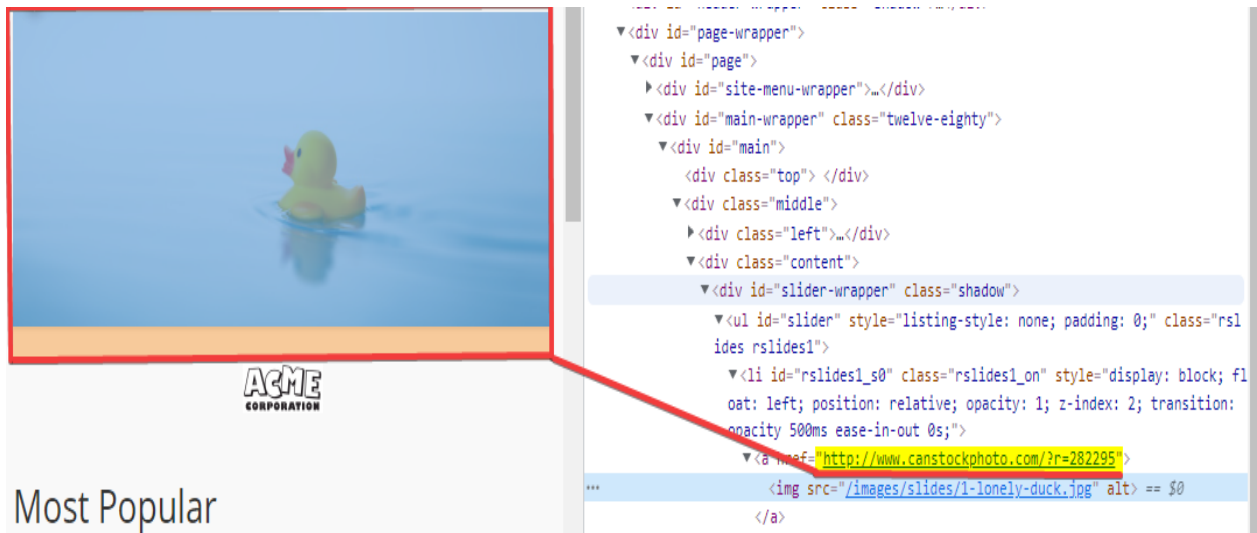 ACME
CORPORATION
Most Popular
▼<div id="page-wrapper">
▼<div id="page">
▶<div id="site-menu-wrapper">…</div>
▼<div id="main-wrapper" class="twelve-eighty">
▼<div id="main">
<div class="top"> </div>
▼<div class="middle">
▶<div class="left">…</div>
▼<div class="content">
▼<div id="slider-wrapper" class="shadow">
▼<ul id="slider" style="listing-style: none; padding: 0;" class="rsl
ides rslides1">
▼<li id="rslides1_s0" class="rslides1_on" style="display: block; fl
oat: left; position: relative; opacity: 1; z-index: 2; transition:
opacity 500ms ease-in-out 0s;">
▼<a href="http://www.canstockphoto.com/?r=282295">
… <img src="/images/slides/1-lonely-duck.jpg" alt> == $0
</a>